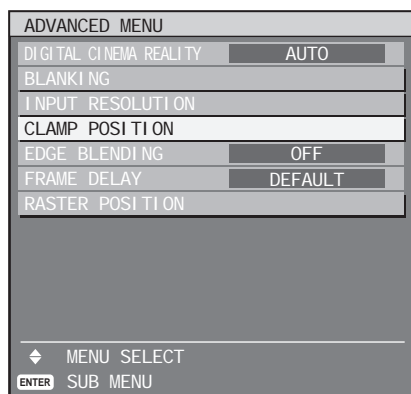 ADVANCED MENU
DIGITAL CINEMA REALITY AUTO
BLANKING
INPUT RESOLUTION
CLAMP POSITION
EDGE BLENDING OFF
FRAME DELAY DEFAULT
RASTER POSITION
MENU SELECT
ENTER SUB MENU